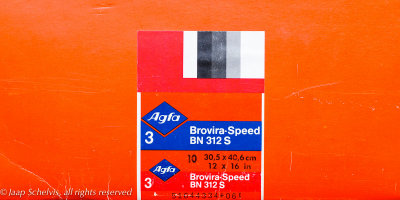 Agfa
3
Brovira-Speed
BN 312 S
10 30,5 x 40,6 cm
12 x 16 in
Agfa
3
Brovira-Speed
BN 312 S
© Jaap Schelvis, all rights reserved